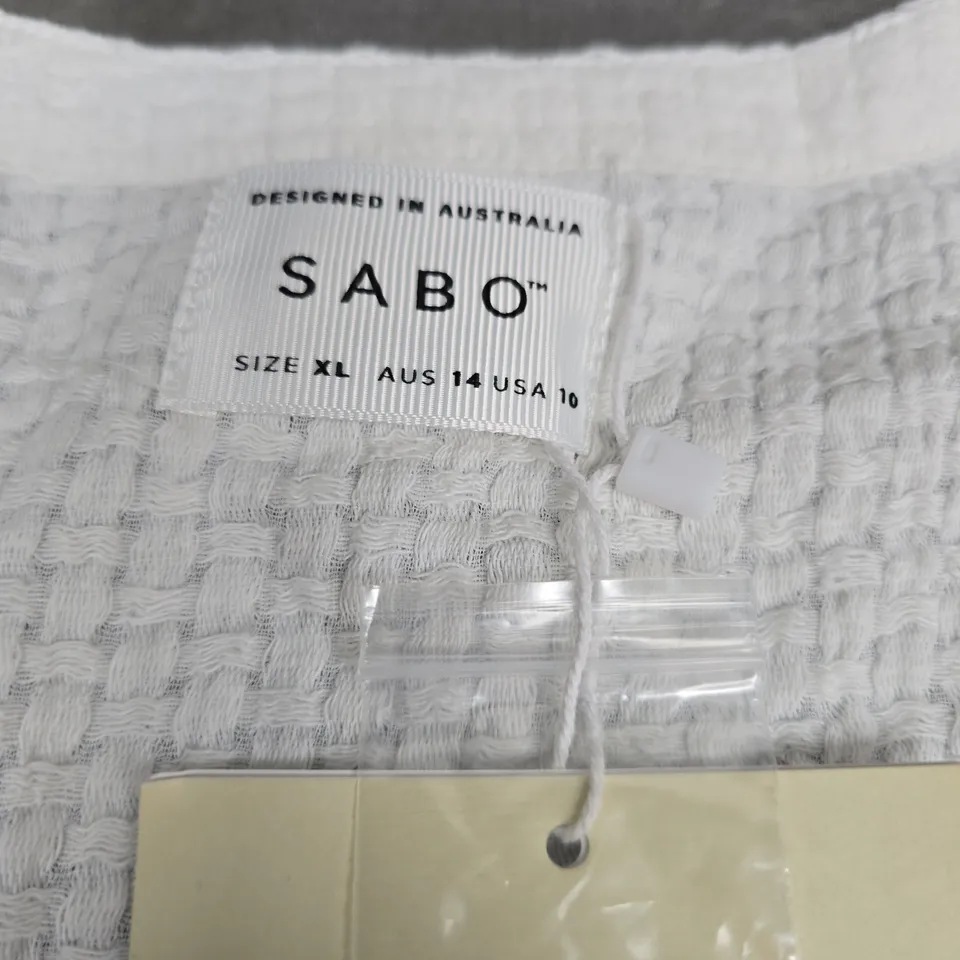 DESIGNED IN AUSTRALIA
SABO™
SIZE XL AUS 14 USA 10